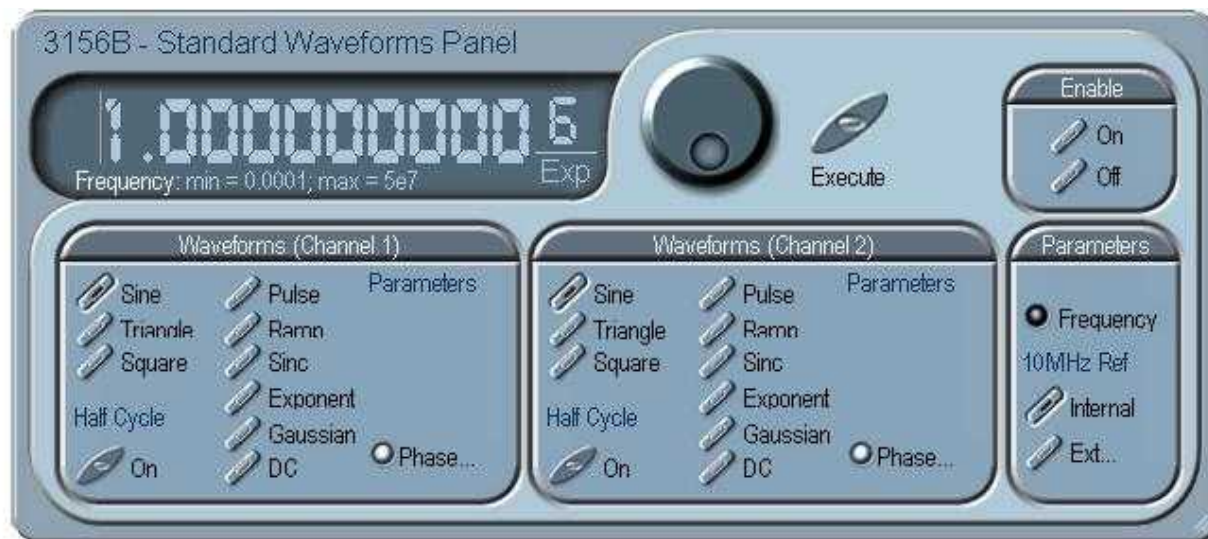 3156B - Standard Waveforms Panel
1.000000000 6
Frequency: min = 0.0001; max = 5e7
Exp
Execute
Enable
On
Off
Waveforms (Channel 1)
Sine
Triangle
Square
Half Cycle
On
Pulse
Ramp
Sinc
Exponent
Gaussian
DC
Parameters
Phase...
Waveforms (Channel 2)
Sine
Triangle
Square
Half Cycle
On
Pulse
Ramp
Sinc
Exponent
Gaussian
DC
Parameters
Phase...
Parameters
Frequency
10MHz Ref
Internal
Ext...